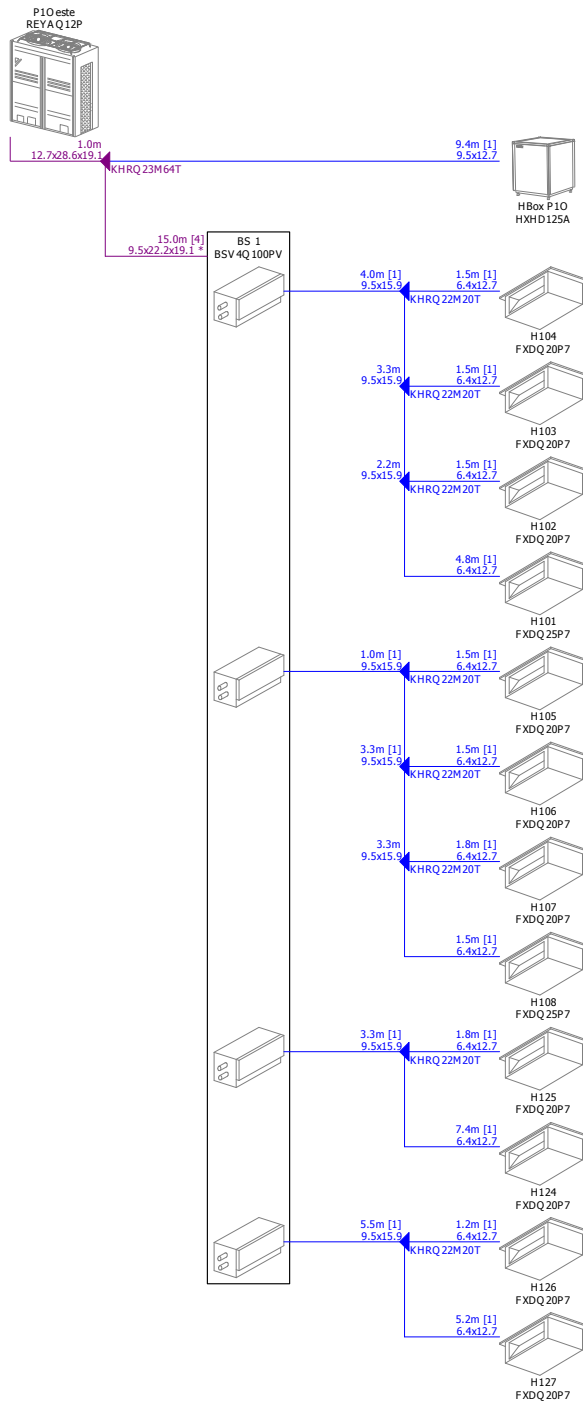 P1Oeste
REYAQ12P
1.0m
12.7x28.6x19.1
KHRQ23M64T
9.4m [1]
9.5x12.7
HBox P1O
HXHD125A
15.0m [4]
9.5x22.2x19.1 *
BS 1
BSV4Q100PV
4.0m [1]
9.5x15.9
KHRQ22M20T
1.5m [1]
6.4x12.7
H104
FXDQ20P7
3.3m
9.5x15.9
KHRQ22M20T
1.5m [1]
6.4x12.7
H103
FXDQ20P7
2.2m
9.5x15.9
KHRQ22M20T
1.5m [1]
6.4x12.7
H102
FXDQ20P7
4.8m [1]
6.4x12.7
H101
FXDQ25P7
1.0m [1]
9.5x15.9
KHRQ22M20T
1.5m [1]
6.4x12.7
H105
FXDQ20P7
3.3m [1]
9.5x15.9
KHRQ22M20T
1.5m [1]
6.4x12.7
H106
FXDQ20P7
3.3m
9.5x15.9
KHRQ22M20T
1.8m [1]
6.4x12.7
H107
FXDQ20P7
1.5m [1]
6.4x12.7
H108
FXDQ25P7
3.3m [1]
9.5x15.9
KHRQ22M20T
1.8m [1]
6.4x12.7
H125
FXDQ20P7
7.4m [1]
6.4x12.7
H124
FXDQ20P7
5.5m [1]
9.5x15.9
KHRQ22M20T
1.2m [1]
6.4x12.7
H126
FXDQ20P7
5.2m [1]
6.4x12.7
H127
FXDQ20P7